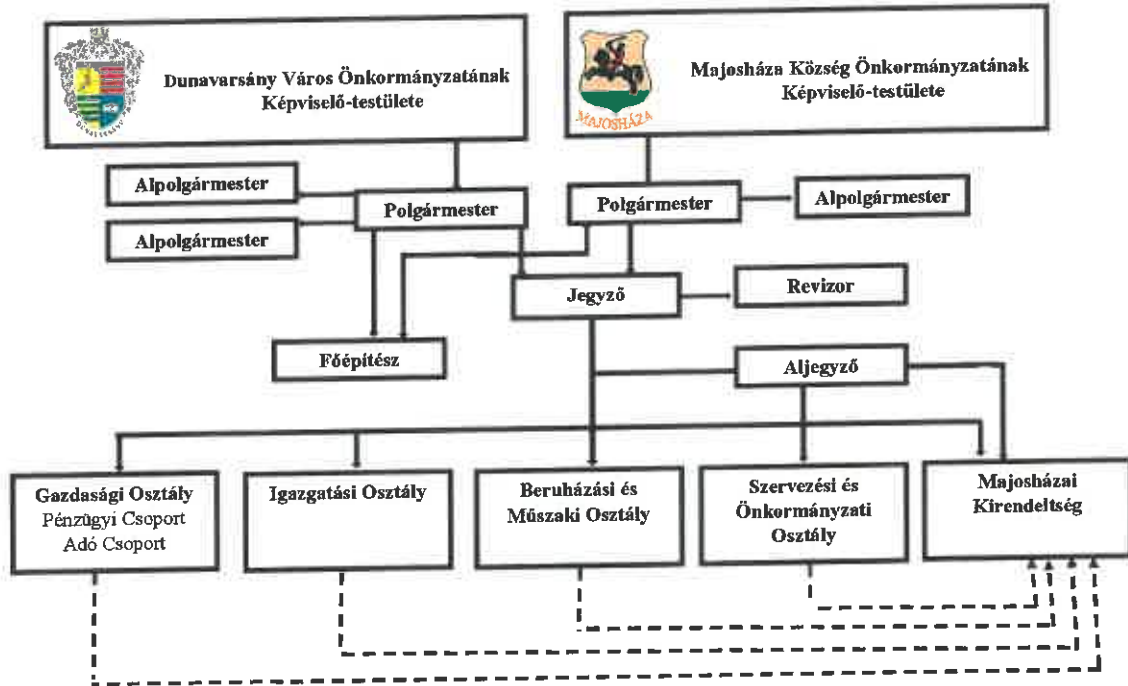 Dunavarsány Város Önkormányzatának
Képviselő-testülete
DUNAVARSÁNY
Majosháza Község Önkormányzatának
Képviselő-testülete
MAJOSHÁZA
Alpolgármester
Polgármester
Alpolgármester
Polgármester
Alpolgármester
Jegyző
Revizor
Főépítész
Aljegyző
Gazdasági Osztály
Pénzügyi Csoport
Adó Csoport
Igazgatási Osztály
Beruházási és
Műszaki Osztály
Szervezési és
Önkormányzati
Osztály
Majosházai
Kirendeltség